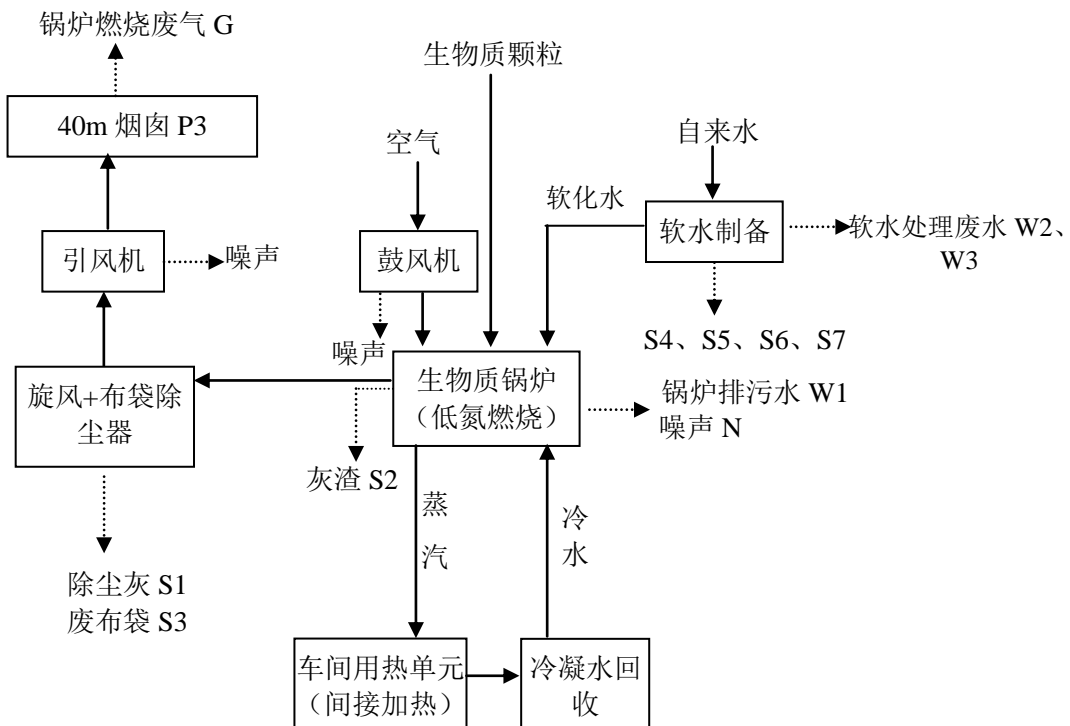 锅炉燃烧废气 G
生物质颗粒
40m 烟囱 P3
空气
自来水
软化水
软水制备
软水处理废水 W2、
W3
引风机
噪声
鼓风机
噪声
S4、S5、S6、S7
旋风+布袋除
尘器
生物质锅炉
（低氮燃烧）
锅炉排污水 W1
噪声 N
灰渣 S2
蒸
汽
冷
水
除尘灰 S1
废布袋 S3
车间用热单元
（间接加热）
冷凝水回
收